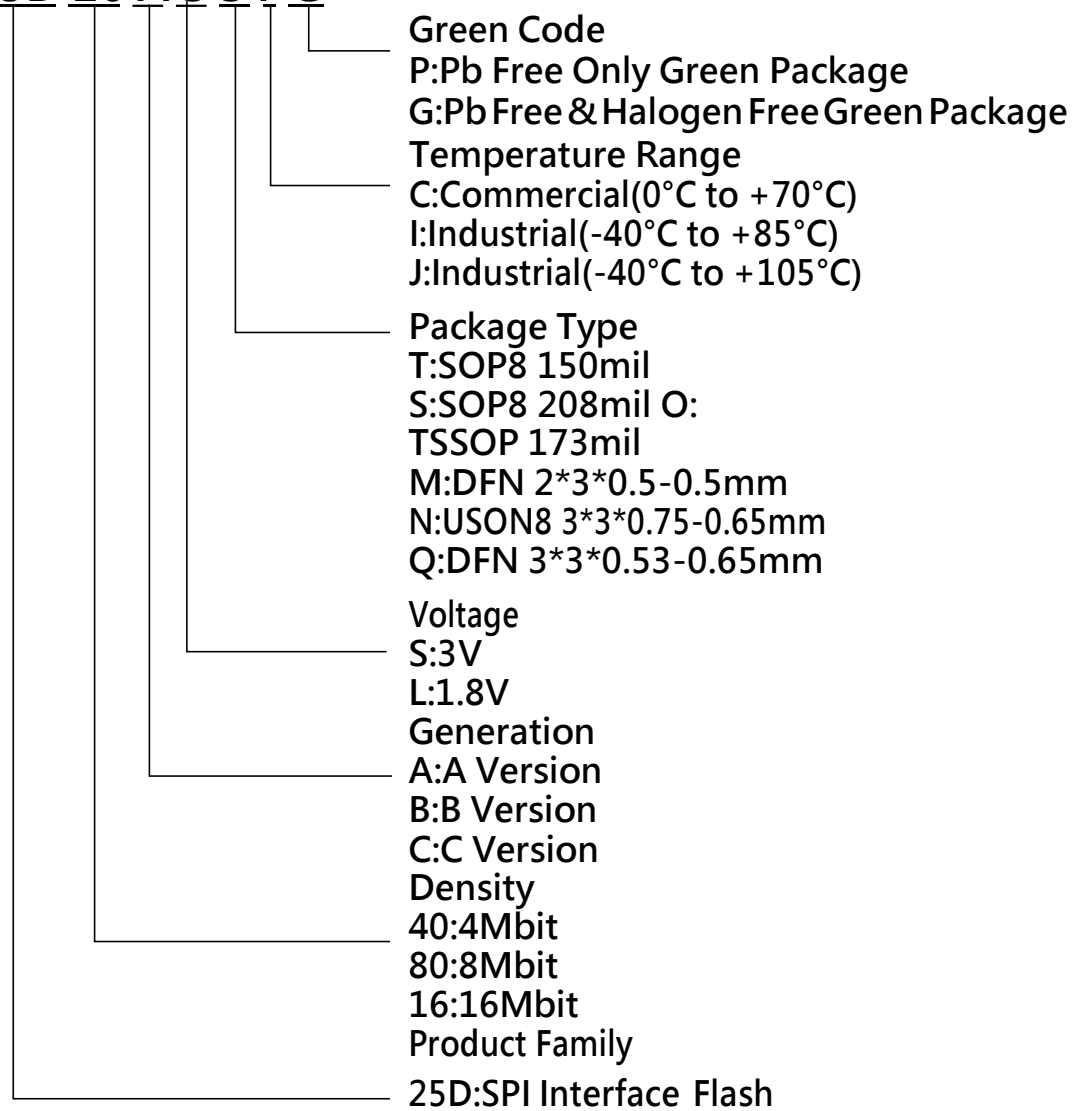 Green Code
P:Pb Free Only Green Package
G:Pb Free & Halogen Free Green Package
Temperature Range
C:Commercial(0°C to +70°C)
I:Industrial(-40°C to +85°C)
J:Industrial(-40°C to +105°C)
Package Type
T:SOP8 150mil
S:SOP8 208mil O:
TSSOP 173mil
M:DFN 2*3*0.5-0.5mm
N:USON8 3*3*0.75-0.65mm
Q:DFN 3*3*0.53-0.65mm
Voltage
S:3V
L:1.8V
Generation
A:A Version
B:B Version
C:C Version
Density
40:4Mbit
80:8Mbit
16:16Mbit
Product Family
25D:SPI Interface Flash